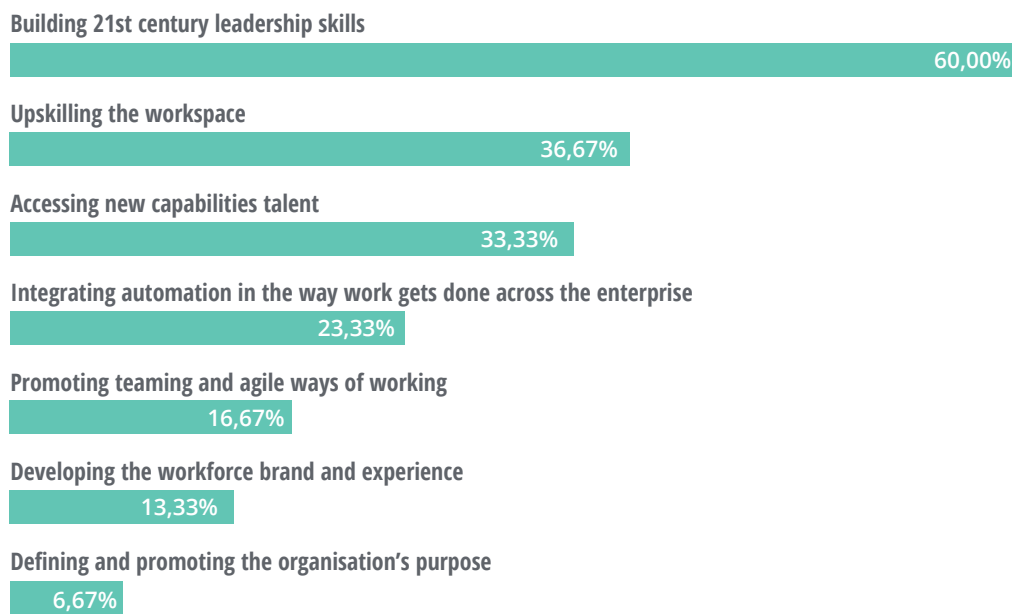 Building 21st century leadership skills
60,00%
Upskilling the workspace
36,67%
Accessing new capabilities talent
33,33%
Integrating automation in the way work gets done across the enterprise
23,33%
Promoting teaming and agile ways of working
16,67%
Developing the workforce brand and experience
13,33%
Defining and promoting the organisation’s purpose
6,67%